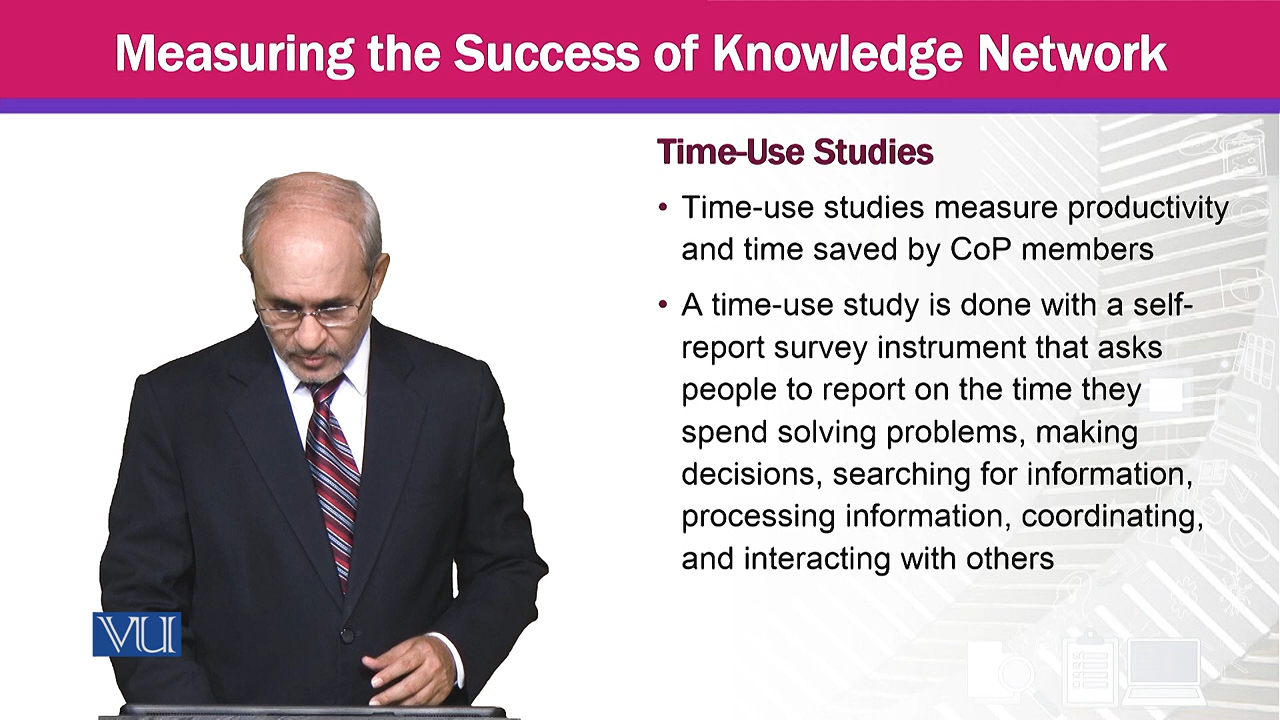 Measuring the Success of Knowledge Network
Time-Use Studies
• Time-use studies measure productivity
and time saved by CoP members
• A time-use study is done with a self-
report survey instrument that asks
people to report on the time they
spend solving problems, making
decisions, searching for information,
processing information, coordinating,
and interacting with others
VU